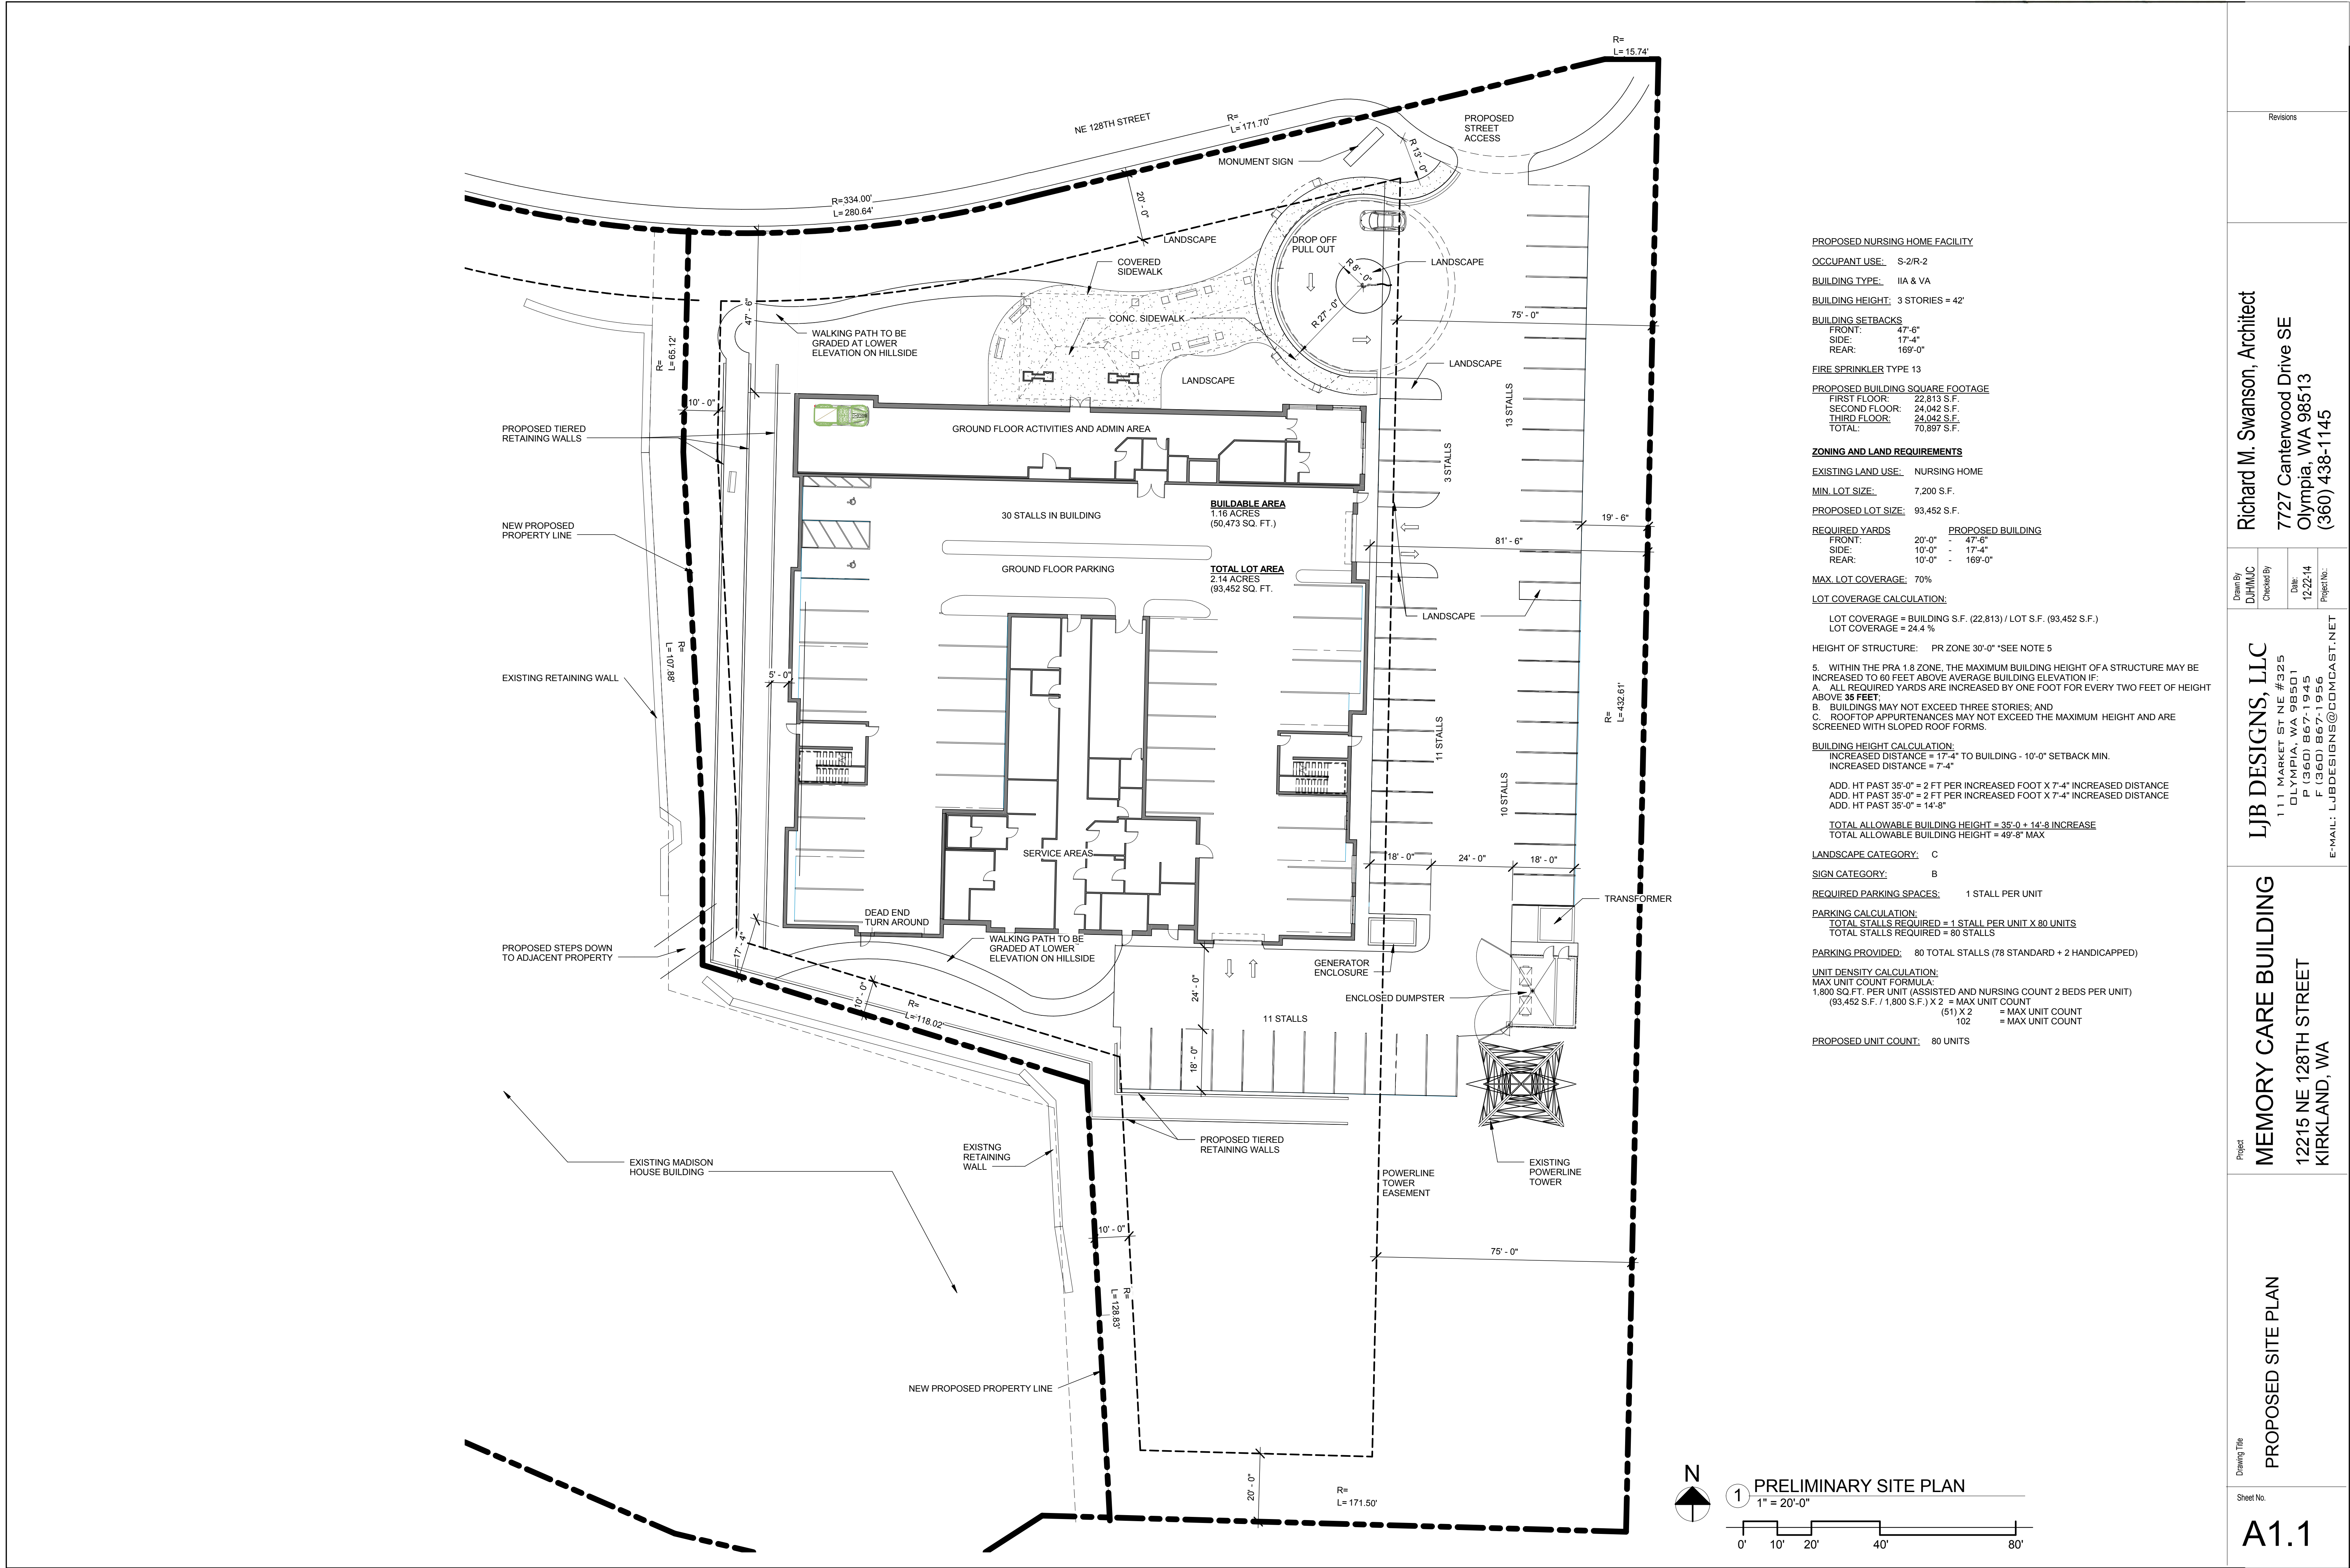 R=
L= 15.74'
NE 128TH STREET
R=
L= 171.70'
PROPOSED
STREET
ACCESS
MONUMENT SIGN
R 13' - 0"
R=334.00'
L= 280.64'
20' - 0"
LANDSCAPE
DROP OFF
PULL OUT
COVERED
SIDEWALK
R 8' - 0"
LANDSCAPE
47' - 6"
CONC. SIDEWALK
R 27' - 0"
75' - 0"
WALKING PATH TO BE
GRADED AT LOWER
ELEVATION ON HILLSIDE
R=
L= 65.12'
LANDSCAPE
LANDSCAPE
10' - 0"
13 STALLS
PROPOSED TIERED
RETAINING WALLS
GROUND FLOOR ACTIVITIES AND ADMIN AREA
3 STALLS
BUILDABLE AREA
1.16 ACRES
(50,473 SQ. FT.)
30 STALLS IN BUILDING
NEW PROPOSED
PROPERTY LINE
19' - 6"
81' - 6"
GROUND FLOOR PARKING
TOTAL LOT AREA
2.14 ACRES
(93,452 SQ. FT.
LANDSCAPE
R=
L= 107.88'
EXISTING RETAINING WALL
5' - 0"
R=
L= 432.61'
11 STALLS
10 STALLS
SERVICE AREAS
18' - 0"
24' - 0"
18' - 0"
TRANSFORMER
DEAD END
TURN AROUND
WALKING PATH TO BE
GRADED AT LOWER
ELEVATION ON HILLSIDE
PROPOSED STEPS DOWN
TO ADJACENT PROPERTY
17' - 4"
GENERATOR
ENCLOSURE
10' - 0"
24' - 0"
ENCLOSED DUMPSTER
R=
L= 118.02'
11 STALLS
18' - 0"
PROPOSED TIERED
RETAINING WALLS
EXISTNG
RETAINING
WALL
EXISTING MADISON
HOUSE BUILDING
EXISTING
POWERLINE
TOWER
POWERLINE
TOWER
EASEMENT
10' - 0"
75' - 0"
R=
L= 128.83'
NEW PROPOSED PROPERTY LINE
20' - 0"
R=
L= 171.50'
N
1
PRELIMINARY SITE PLAN
1" = 20'-0"
0' 10' 20' 40' 80'
PROPOSED NURSING HOME FACILITY
OCCUPANT USE: S-2/R-2
BUILDING TYPE: IIA & VA
BUILDING HEIGHT: 3 STORIES = 42'
BUILDING SETBACKS
FRONT: 47'-6"
SIDE: 17'-4"
REAR: 169'-0"
FIRE SPRINKLER TYPE 13
PROPOSED BUILDING SQUARE FOOTAGE
FIRST FLOOR: 22,813 S.F.
SECOND FLOOR: 24,042 S.F.
THIRD FLOOR: 24,042 S.F.
TOTAL: 70,897 S.F.
ZONING AND LAND REQUIREMENTS
EXISTING LAND USE: NURSING HOME
MIN. LOT SIZE: 7,200 S.F.
PROPOSED LOT SIZE: 93,452 S.F.
REQUIRED YARDS PROPOSED BUILDING
FRONT: 20'-0" - 47'-6"
SIDE: 10'-0" - 17'-4"
REAR: 10'-0" - 169'-0"
MAX. LOT COVERAGE: 70%
LOT COVERAGE CALCULATION:
LOT COVERAGE = BUILDING S.F. (22,813) / LOT S.F. (93,452 S.F.)
LOT COVERAGE = 24.4 %
HEIGHT OF STRUCTURE: PR ZONE 30'-0" *SEE NOTE 5
5. WITHIN THE PRA 1.8 ZONE, THE MAXIMUM BUILDING HEIGHT OF A STRUCTURE MAY BE
INCREASED TO 60 FEET ABOVE AVERAGE BUILDING ELEVATION IF:
A. ALL REQUIRED YARDS ARE INCREASED BY ONE FOOT FOR EVERY TWO FEET OF HEIGHT
ABOVE 35 FEET;
B. BUILDINGS MAY NOT EXCEED THREE STORIES; AND
C. ROOFTOP APPURTENANCES MAY NOT EXCEED THE MAXIMUM HEIGHT AND ARE
SCREENED WITH SLOPED ROOF FORMS.
BUILDING HEIGHT CALCULATION:
INCREASED DISTANCE = 17'-4" TO BUILDING - 10'-0" SETBACK MIN.
INCREASED DISTANCE = 7'-4"
ADD. HT PAST 35'-0" = 2 FT PER INCREASED FOOT X 7'-4" INCREASED DISTANCE
ADD. HT PAST 35'-0" = 2 FT PER INCREASED FOOT X 7'-4" INCREASED DISTANCE
ADD. HT PAST 35'-0" = 14'-8"
TOTAL ALLOWABLE BUILDING HEIGHT = 35'-0 + 14'-8 INCREASE
TOTAL ALLOWABLE BUILDING HEIGHT = 49'-8" MAX
LANDSCAPE CATEGORY: C
SIGN CATEGORY: B
REQUIRED PARKING SPACES: 1 STALL PER UNIT
PARKING CALCULATION:
TOTAL STALLS REQUIRED = 1 STALL PER UNIT X 80 UNITS
TOTAL STALLS REQUIRED = 80 STALLS
PARKING PROVIDED: 80 TOTAL STALLS (78 STANDARD + 2 HANDICAPPED)
UNIT DENSITY CALCULATION:
MAX UNIT COUNT FORMULA:
1,800 SQ.FT. PER UNIT (ASSISTED AND NURSING COUNT 2 BEDS PER UNIT)
(93,452 S.F. / 1,800 S.F.) X 2 = MAX UNIT COUNT
(51) X 2 = MAX UNIT COUNT
102 = MAX UNIT COUNT
PROPOSED UNIT COUNT: 80 UNITS
Revisions
Richard M. Swanson, Architect
7727 Canterwood Drive SE
Olympia, WA 98513
(360) 438-1145
Drawn By
DJH/MJC
Checked By
Date:
12-22-14
Project No.:
LJB DESIGNS, LLC
111 MARKET ST NE #325
OLYMPIA, WA 98501
P (360) 867-1945
F (360) 867-1956
E-MAIL: LJBDESIGNS@COMCAST.NET
Project
MEMORY CARE BUILDING
12215 NE 128TH STREET
KIRKLAND, WA
Drawing Title
PROPOSED SITE PLAN
Sheet No.
A1.1